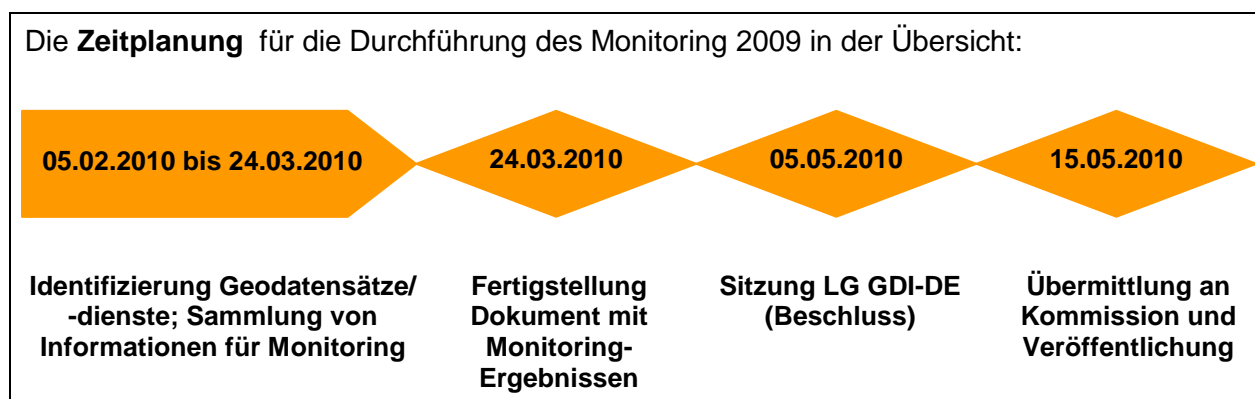 Die Zeitplanung für die Durchführung des Monitoring 2009 in der Übersicht:
05.02.2010 bis 24.03.2010
24.03.2010
05.05.2010
15.05.2010
Identifizierung Geodatensätze/
-dienste; Sammlung von
Informationen für Monitoring
Fertigstellung
Dokument mit
Monitoring-
Ergebnissen
Sitzung LG GDI-DE
(Beschluss)
Übermittlung an
Kommission und
Veröffentlichung